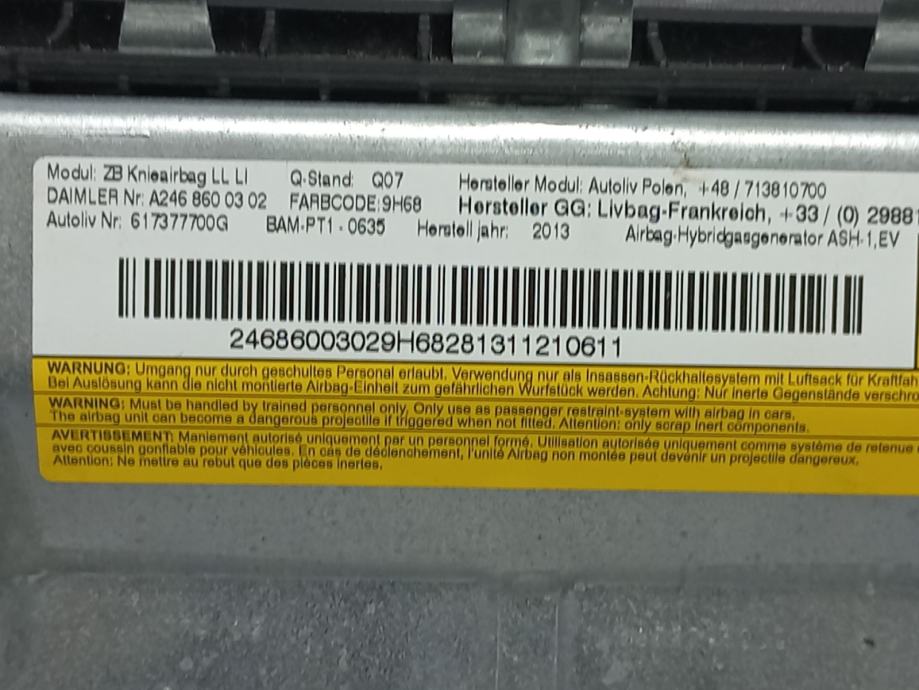 Modul: ZB Knieairbag LL LI Q-Stand: Q07 Hersteller Modul: Autoliv Polen, +48 / 713810700
DAIMLER Nr: A246 860 03 02 FARBCODE: 9H68 Hersteller GG: Livbag-Frankreich, +33 / (0) 2988
Autoliv Nr: 617377700G BAM-PT1 - 0635 Herstell jahr: 2013 Airbag-Hybridgasgenerator ASH-1,EV
24686003029H68281311210611
WARNUNG: Umgang nur durch geschultes Personal erlaubt. Verwendung nur als Insassen-Rückhaltesystem mit Luftsack für Kraftfah
Bei Auslösung kann die nicht montierte Airbag-Einheit zum gefährlichen Wurfstück werden. Achtung: Nur inerte Gegenstände verschro
WARNING: Must be handled by trained personnel only. Only use as passenger restraint-system with airbag in cars.
The airbag unit can become a dangerous projectile if triggered when not fitted. Attention: only scrap inert components.
AVERTISSEMENT: Maniement autorisé uniquement par un personnel formé. Utilisation autorisée uniquement comme système de retenue
avec coussin gonflable pour véhicules. En cas de déclenchement, l'unité Airbag non montée peut devenir un projectile dangereux.
Attention: Ne mettre au rebut que des pièces inertes.